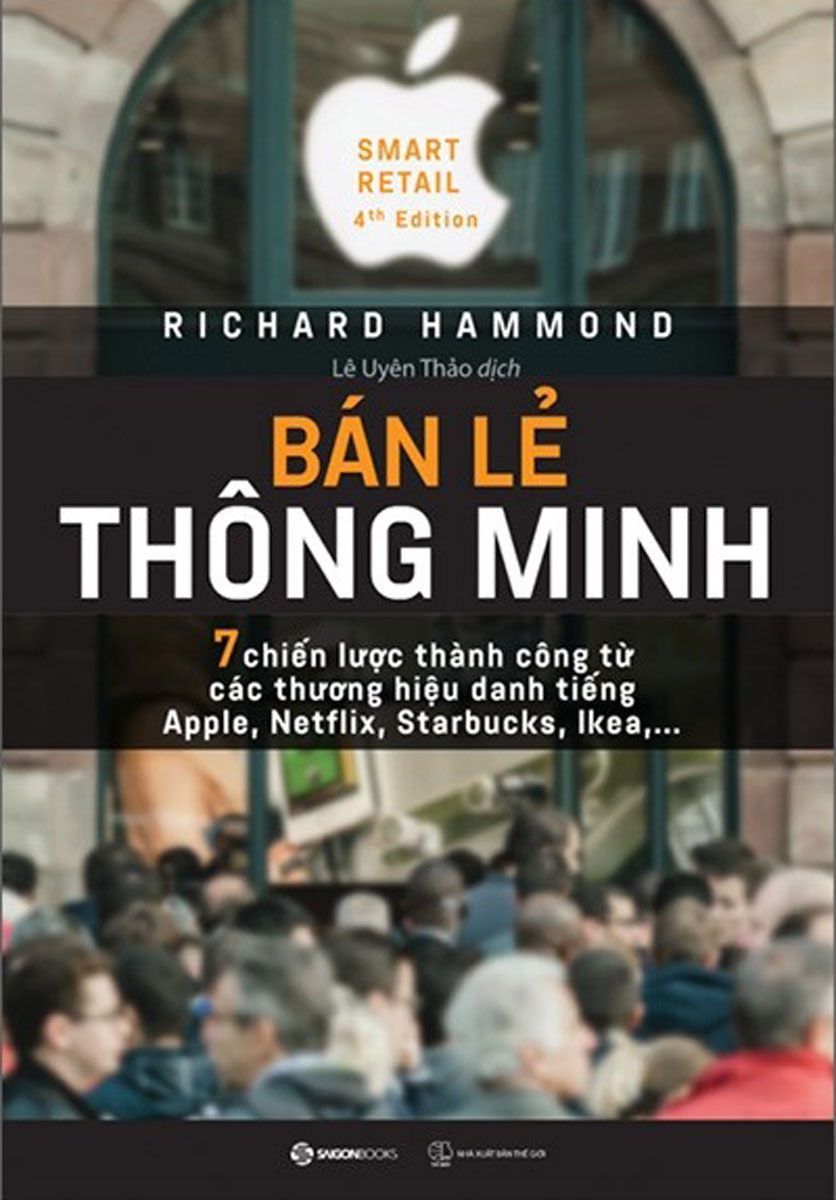 SMART
RETAIL
4th Edition
RICHARD HAMMOND
Lê Uyên Thảo dịch
BÁN LẺ
THÔNG MINH
7 chiến lược thành công từ
các thương hiệu danh tiếng
Apple, Netflix, Starbucks, Ikea,...
SAIGONBOOKS
NHÀ XUẤT BẢN THẾ GIỚI